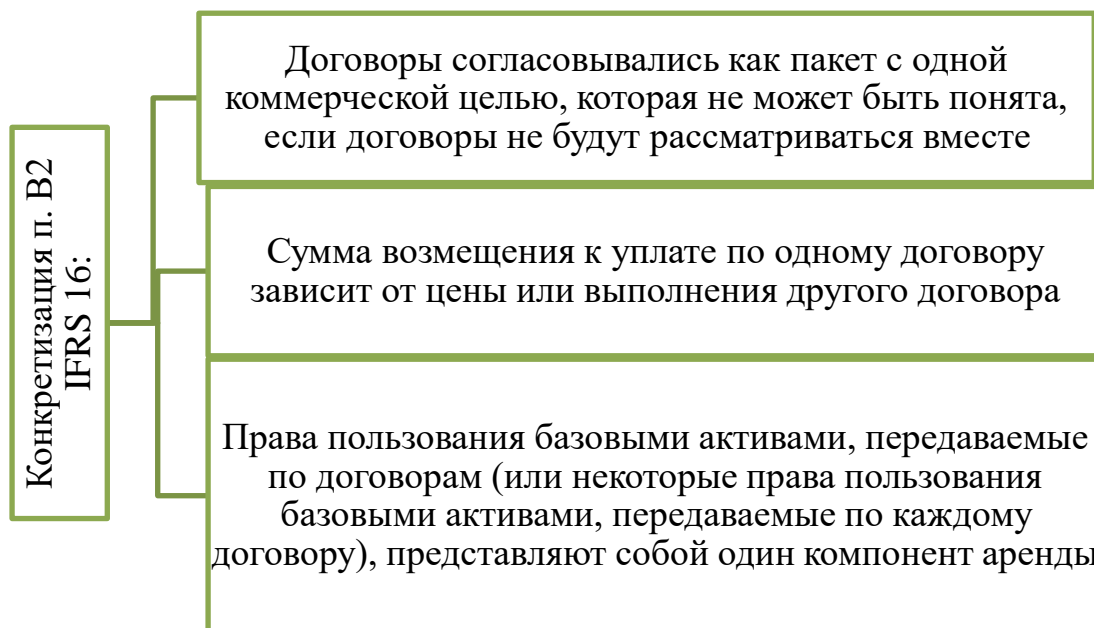 Конкретизация п. В2
IFRS 16:
Договоры согласовывались как пакет с одной
коммерческой целью, которая не может быть понята,
если договоры не будут рассматриваться вместе
Сумма возмещения к уплате по одному договору
зависит от цены или выполнения другого договора
Права пользования базовыми активами, передаваемые
по договорам (или некоторые права пользования
базовыми активами, передаваемые по каждому
договору), представляют собой один компонент аренды